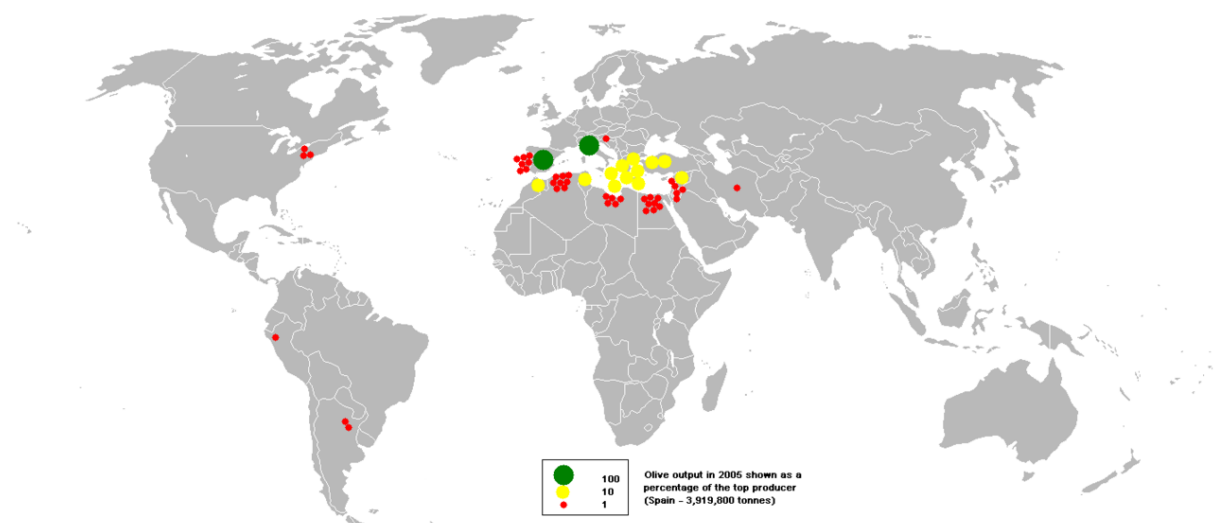 100
10
1
Olive output in 2005 shown as a
percentage of the top producer
(Spain - 3,919,800 tonnes)